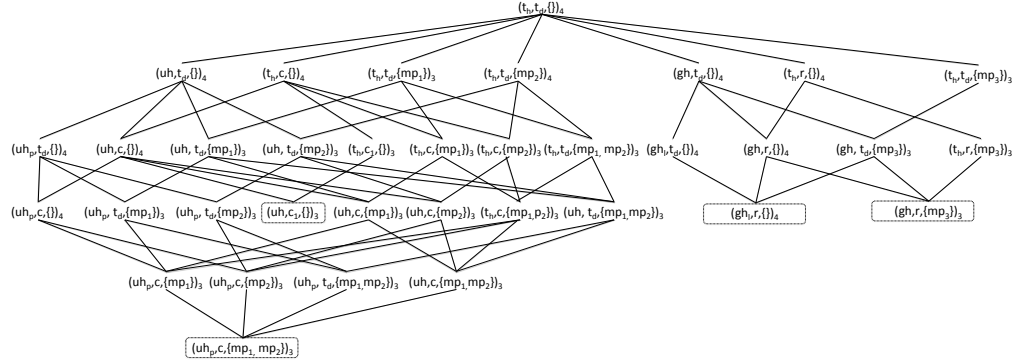 (t_h,t_d,{})_4
(uh,t_d,{})_4 (t_h,c,{})_4 (t_h,t_d,{mp_1})_3 (t_h,t_d,{mp_2})_4 (gh,t_d,{})_4 (t_h,r,{})_4 (t_h,t_d,{mp_3})_3
(uh_p,t_d,{})_4 (uh,c,{})_4 (uh, t_d,{mp_1})_3 (uh, t_d,{mp_2})_3 (t_h,c_1,{})_3 (t_h,c,{mp_1})_3 (t_h,c,{mp_2})_3 (t_h,t_d,{mp_1, mp_2})_3 (gh_l,t_d,{})_4 (gh,r,{})_4 (gh, t_d,{mp_3})_3 (t_h,r,{mp_3})_3
(uh_p,c,{})_4 (uh_p, t_d,{mp_1})_3 (uh_p, t_d,{mp_2})_3 (uh,c_1,{})_3 (uh,c,{mp_1})_3 (uh,c,{mp_2})_3 (t_h,c,{mp_1,p_2})_3 (uh, t_d,{mp_1,mp_2})_3 (gh_l,r,{})_4 (gh,r,{mp_3})_3
(uh_p,c,{mp_1})_3 (uh_p,c,{mp_2})_3 (uh_p, t_d,{mp_1,mp_2})_3 (uh,c,{mp_1,mp_2})_3
(uh_p,c,{mp_1, mp_2})_3